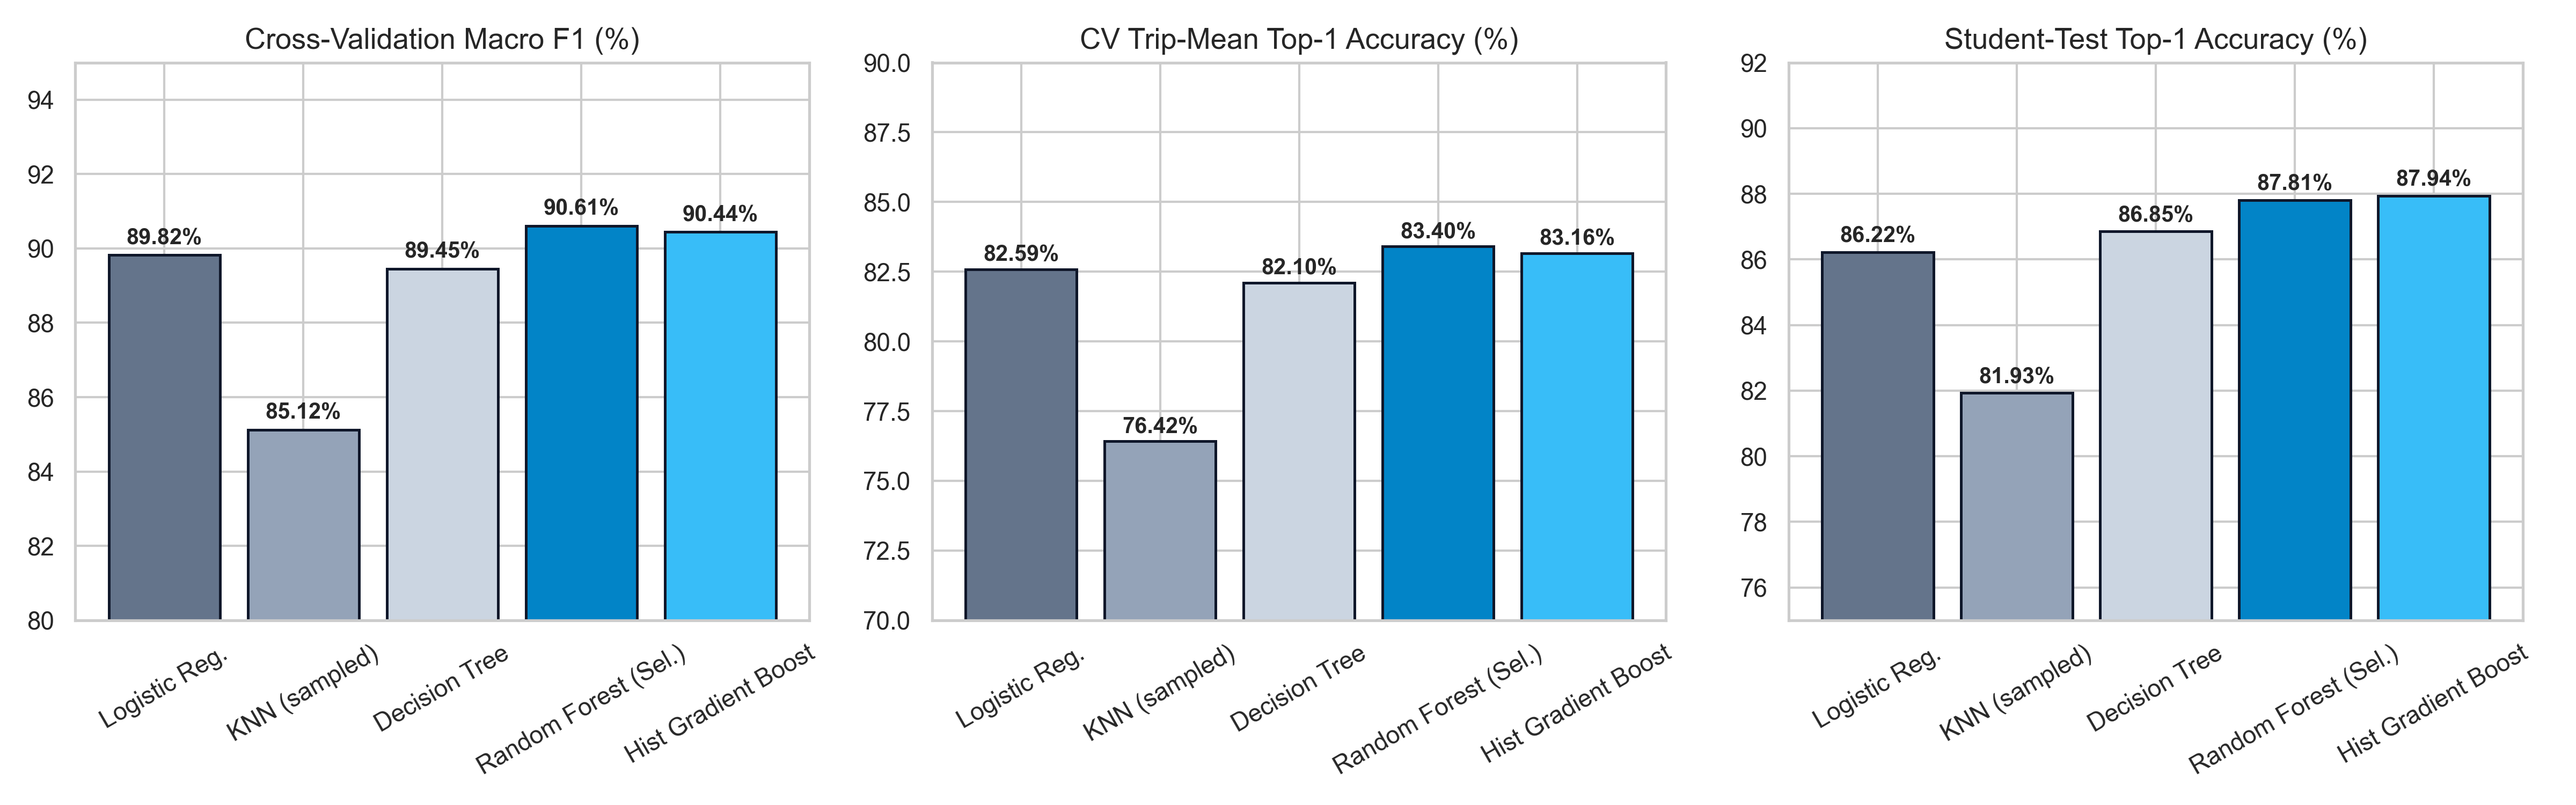 Cross-Validation Macro F1 (%)
94
92
90
88
86
84
82
80
89.82%
85.12%
89.45%
90.61%
90.44%
Logistic Reg.
KNN (sampled)
Decision Tree
Random Forest (Sel.)
Hist Gradient Boost
CV Trip-Mean Top-1 Accuracy (%)
90.0
87.5
85.0
82.5
80.0
77.5
75.0
72.5
70.0
82.59%
76.42%
82.10%
83.40%
83.16%
Logistic Reg.
KNN (sampled)
Decision Tree
Random Forest (Sel.)
Hist Gradient Boost
Student-Test Top-1 Accuracy (%)
92
90
88
86
84
82
80
78
76
86.22%
81.93%
86.85%
87.81%
87.94%
Logistic Reg.
KNN (sampled)
Decision Tree
Random Forest (Sel.)
Hist Gradient Boost